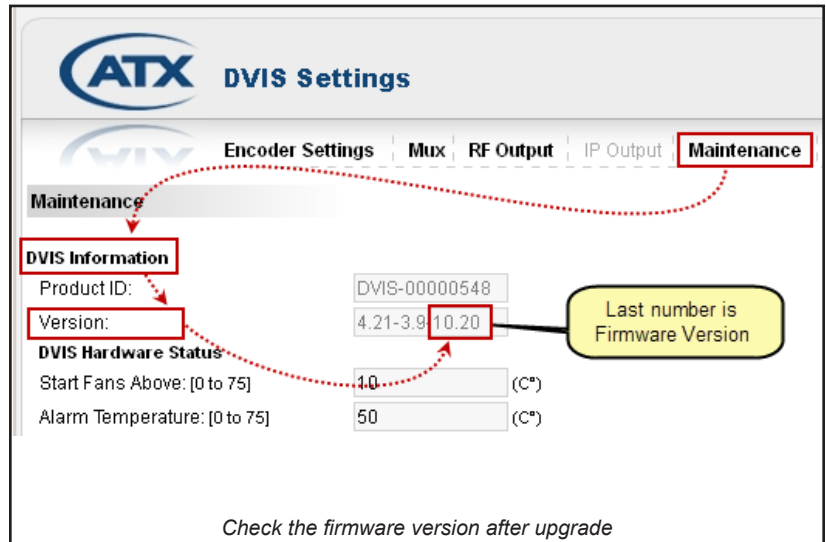 ATX DVIS Settings
Encoder Settings Mux RF Output IP Output Maintenance
Maintenance
DVIS Information
Product ID: DVIS-00000548
Version: 4.21-3.9-10.20
Last number is
Firmware Version
DVIS Hardware Status
Start Fans Above: [0 to 75] 10 (C°)
Alarm Temperature: [0 to 75] 50 (C°)
Check the firmware version after upgrade